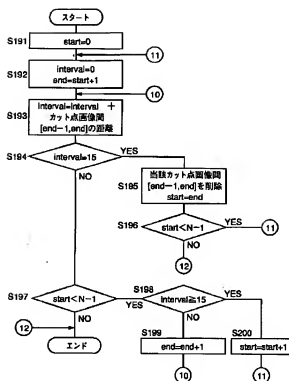 スタート
S191
start=0
11
S192
interval=0
end=start+1
10
S193
interval=interval +
カット点画像間
[end-1,end]の距離
S194
interval=15
YES
NO
S195
当該カット点画像間
[end-1,end]を削除
start=end
S196
start<N-1
YES
11
NO
12
S197
start<N-1
YES
S198
interval≧15
YES
NO
NO
12
エンド
S199
end=end+1
10
S200
start=start+1
11